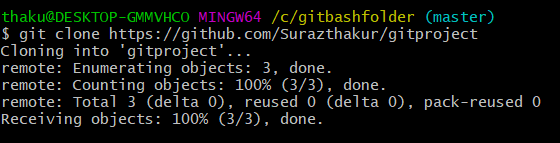 thaku@DESKTOP-GMMVHCO MINGW64 /c/gitbashfolder (master)
$ git clone https://github.com/Surazthakur/gitproject
Cloning into 'gitproject'...
remote: Enumerating objects: 3, done.
remote: Counting objects: 100% (3/3), done.
remote: Total 3 (delta 0), reused 0 (delta 0), pack-reused 0
Receiving objects: 100% (3/3), done.